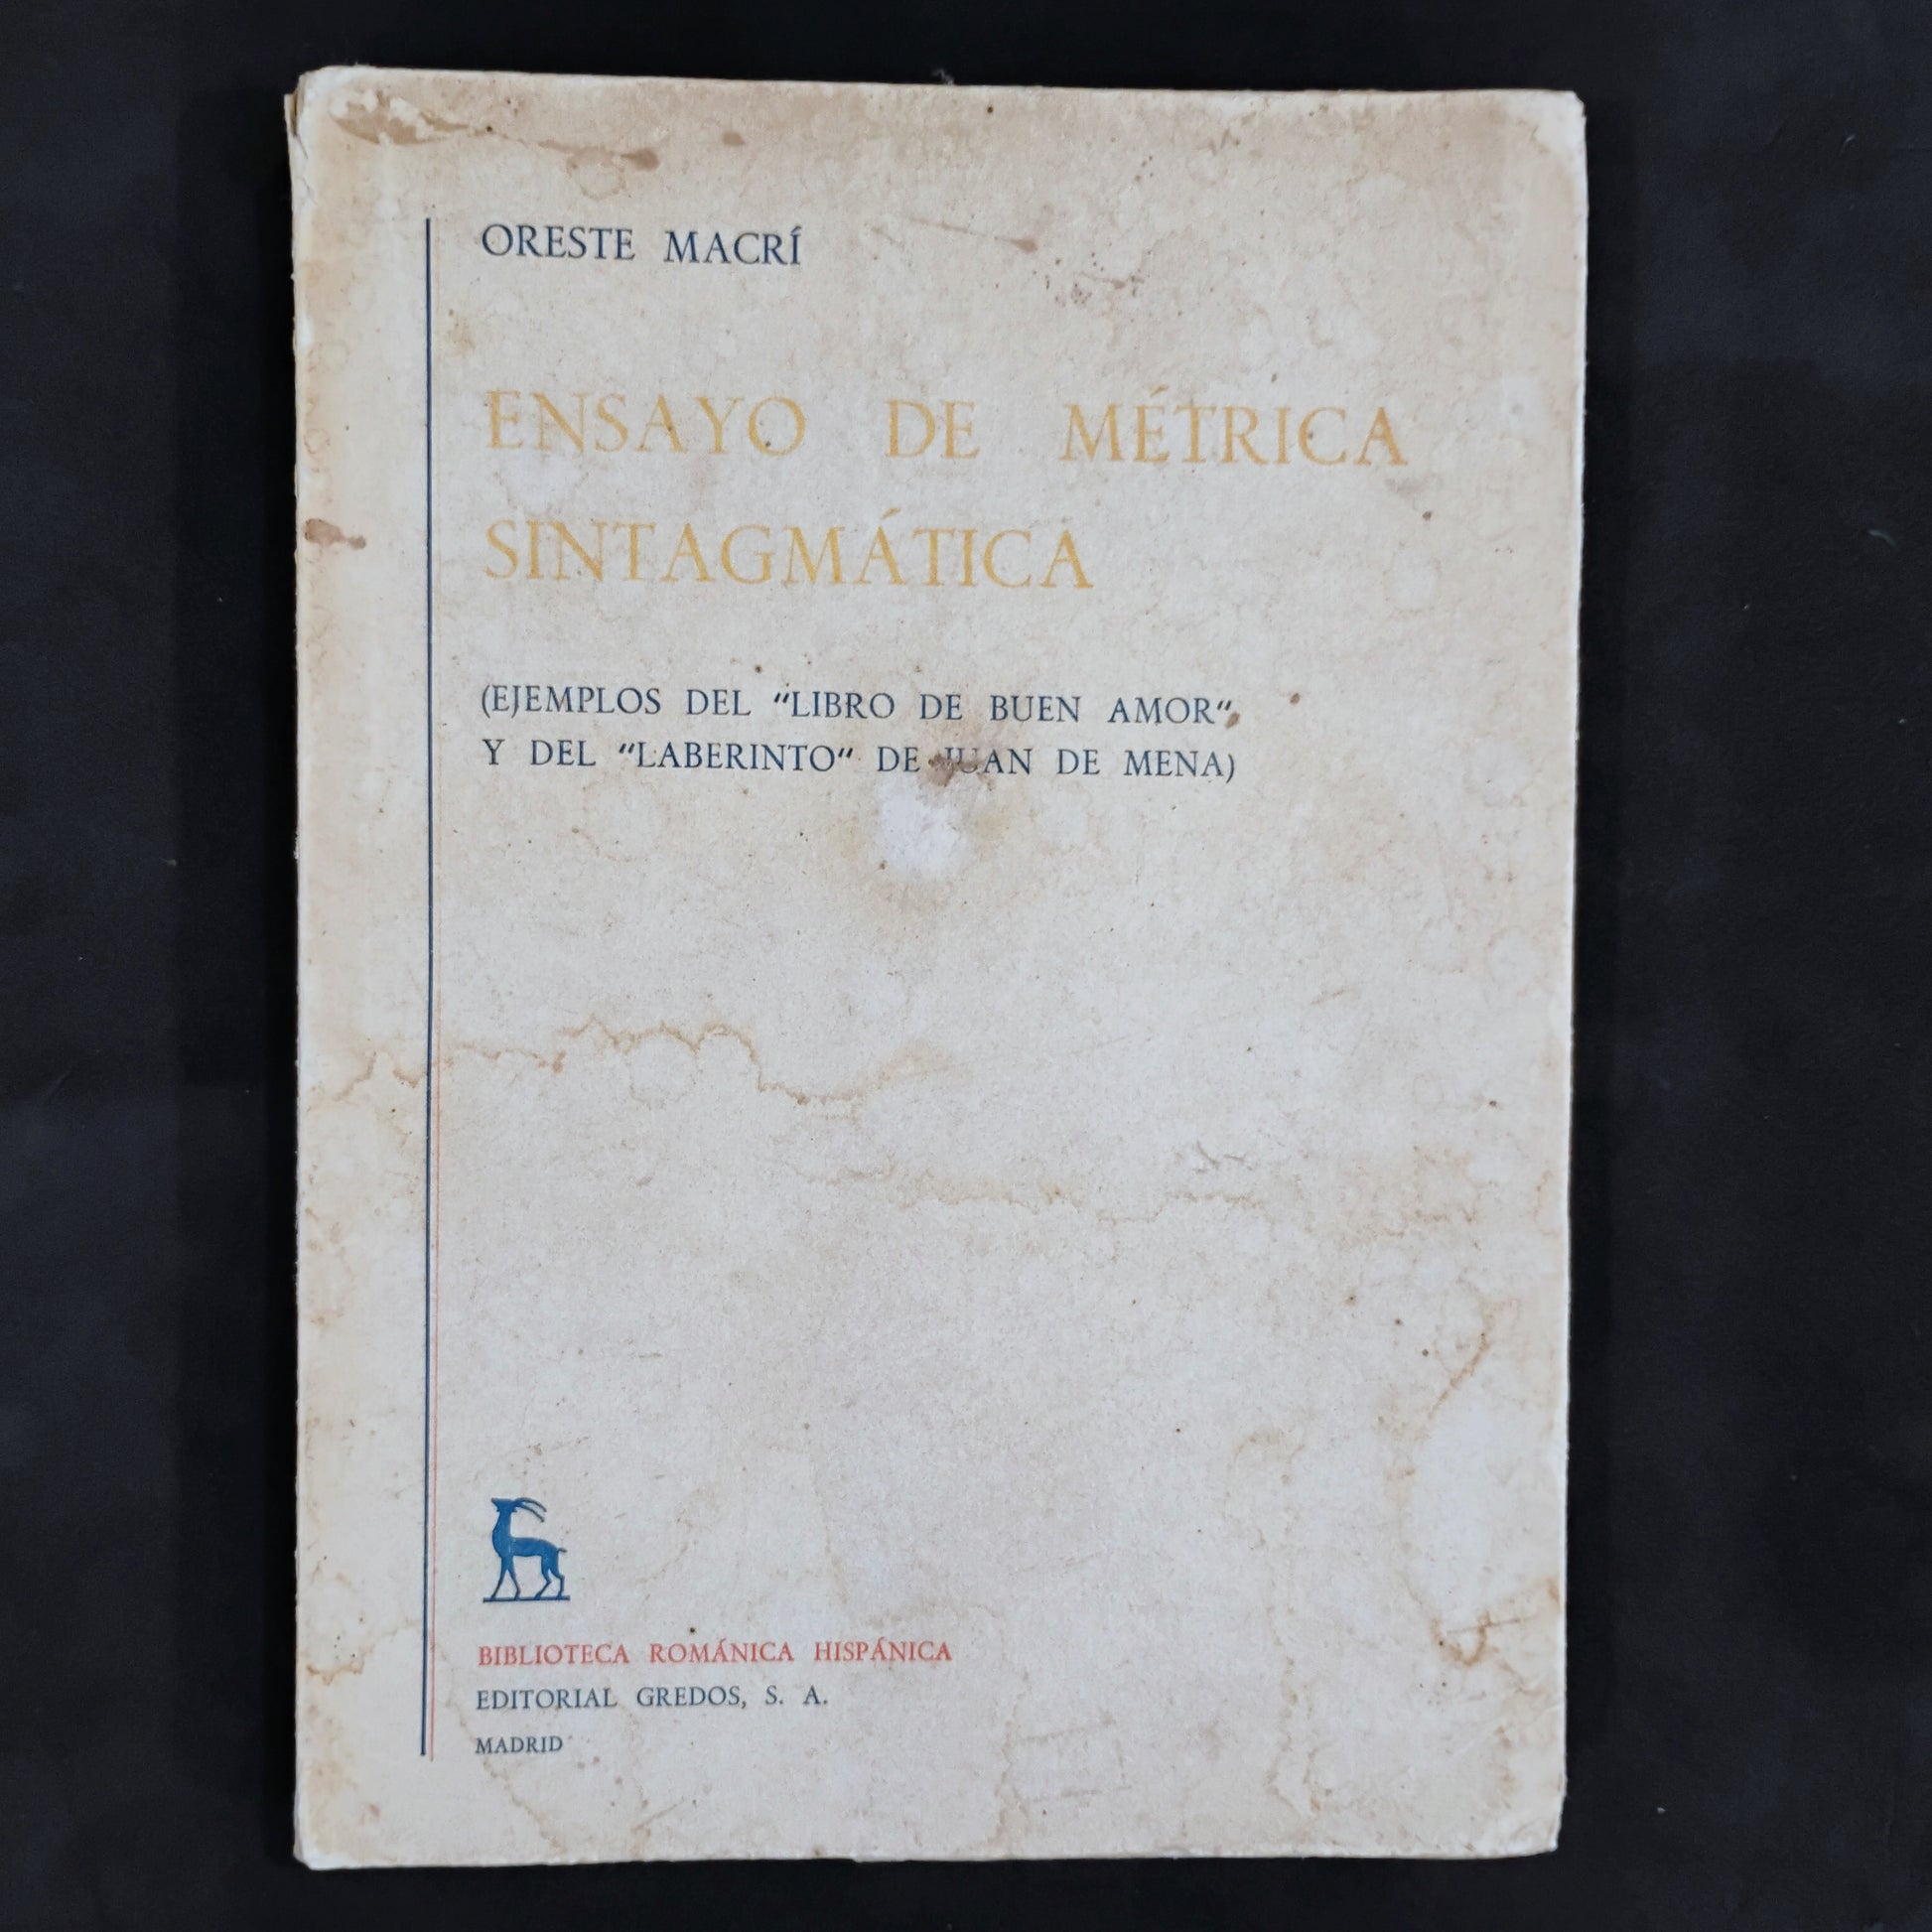 ORESTE MACRÍ
ENSAYO DE MÉTRICA
SINTAGMÁTICA
(EJEMPLOS DEL “LIBRO DE BUEN AMOR“
Y DEL “LABERINTO“ DE JUAN DE MENA)
BIBLIOTECA ROMÁNICA HISPÁNICA
EDITORIAL GREDOS, S. A.
MADRID